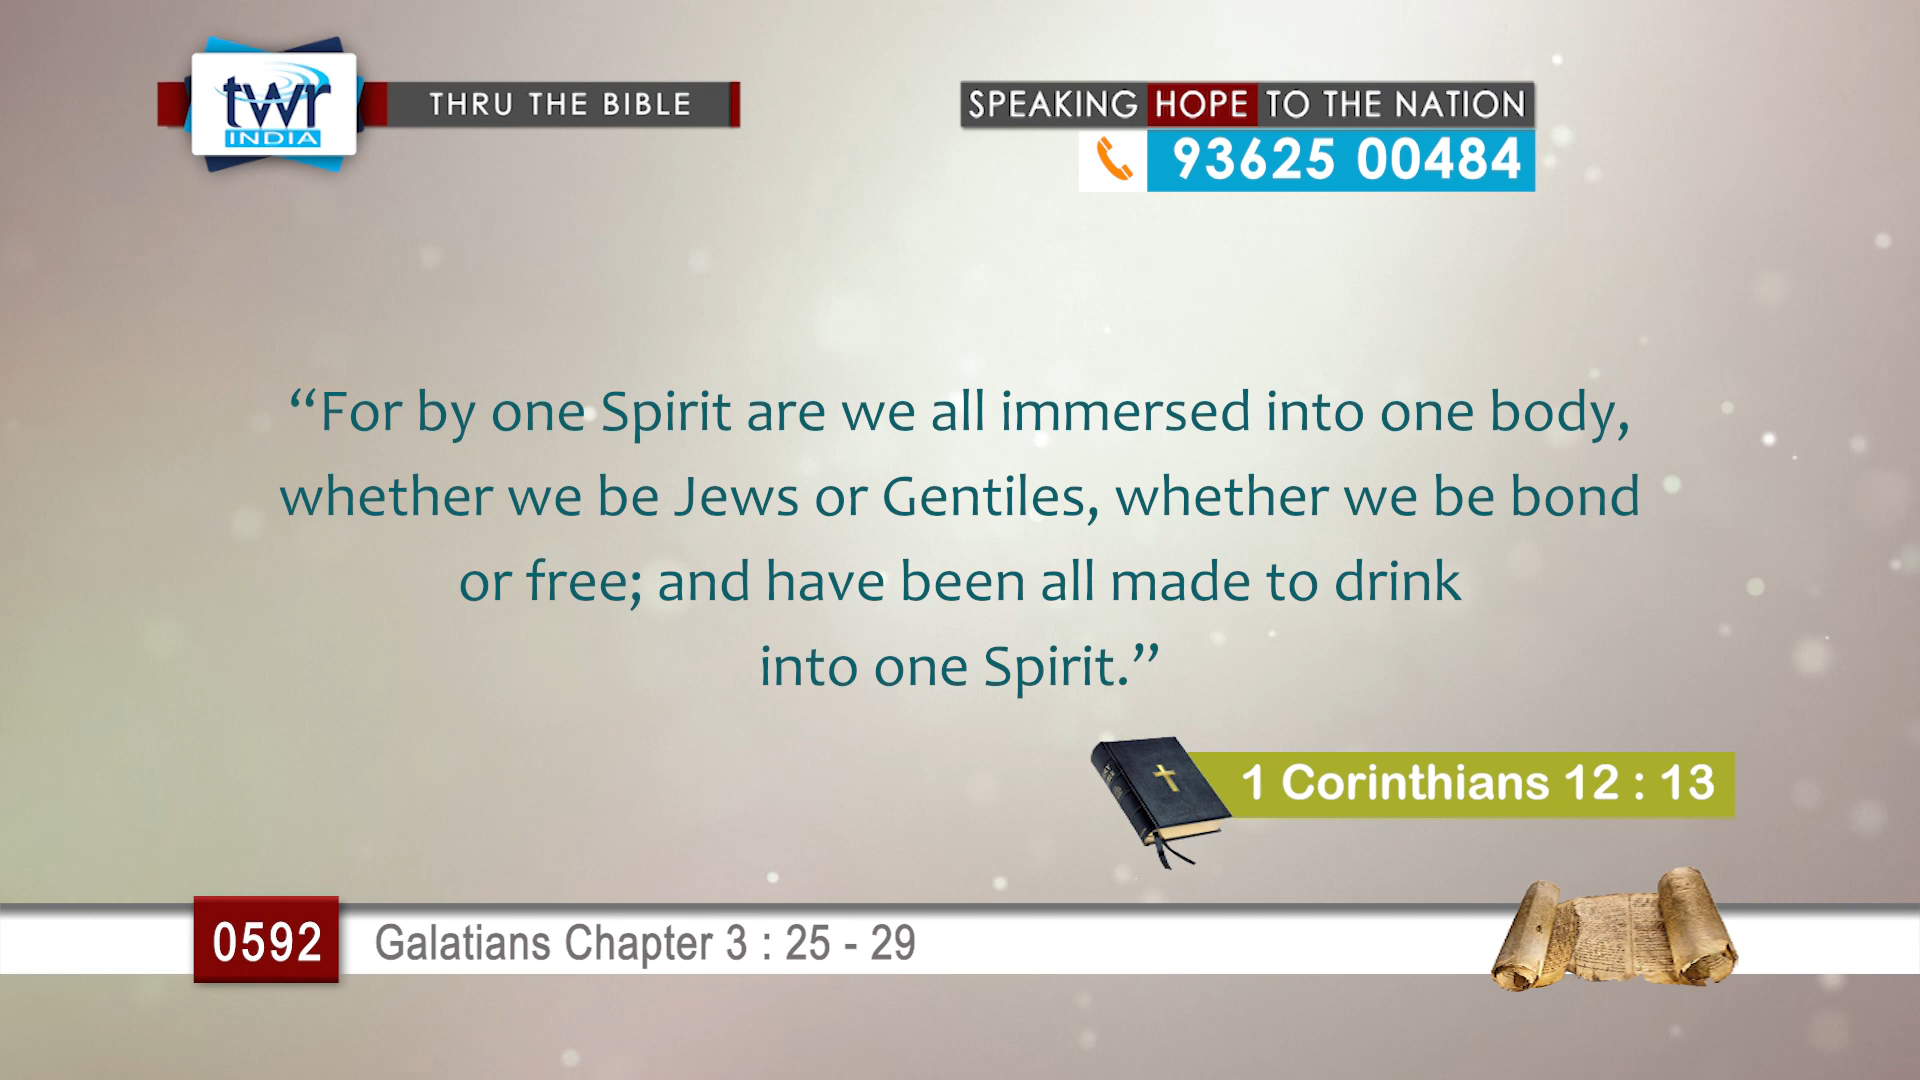 twr
INDIA
THRU THE BIBLE
SPEAKING HOPE TO THE NATION
93625 00484
“For by one Spirit are we all immersed into one body,
whether we be Jews or Gentiles, whether we be bond
or free; and have been all made to drink
into one Spirit.”
1 Corinthians 12 : 13
0592 Galatians Chapter 3 : 25 - 29